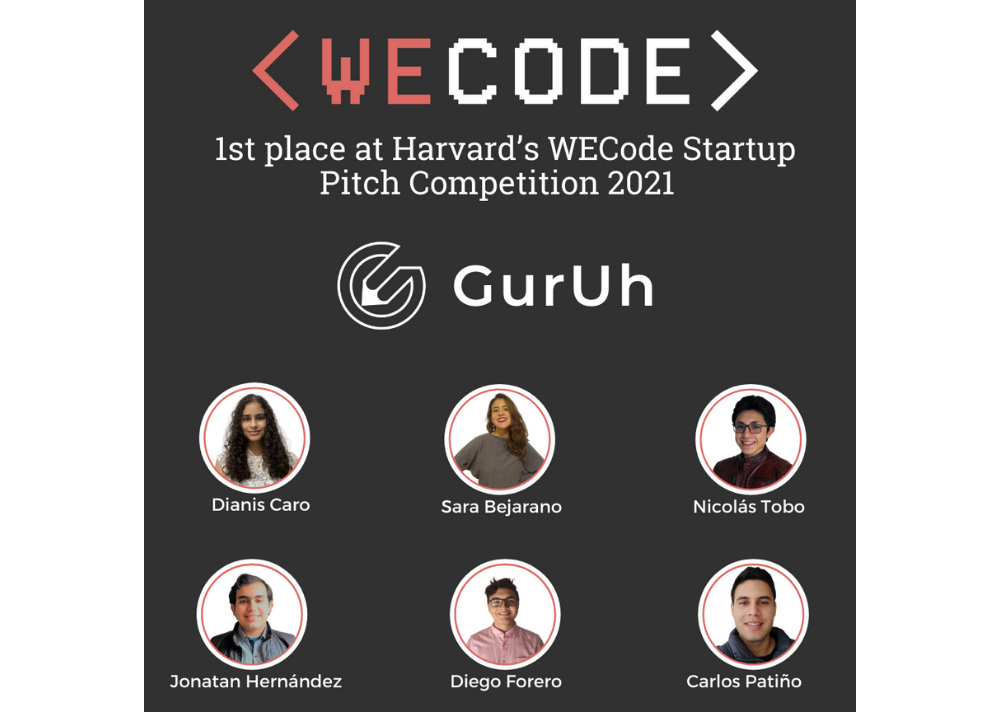 <WECODE>
1st place at Harvard’s WECode Startup
Pitch Competition 2021
GurUh
Dianis Caro
Sara Bejarano
Nicolás Tobo
Jonatan Hernández
Diego Forero
Carlos Patiño